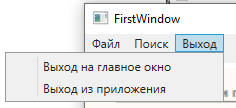 FirstWindow
Файл Поиск Выход
Выход на главное окно
Выход из приложения